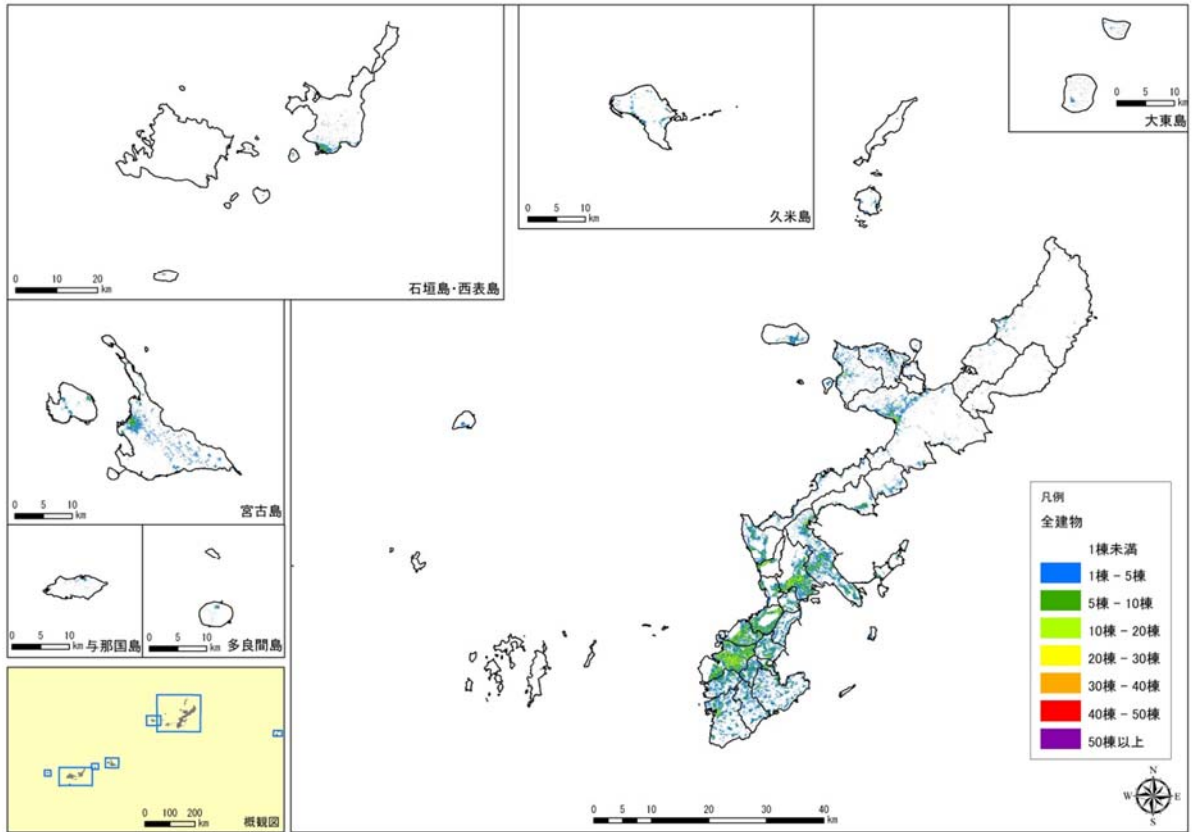 0 10 20
km
石垣島・西表島
0 5 10
km
久米島
0 5 10
km
大東島
0 5 10
km
宮古島
0 5 10
km
与那国島
0 5 10
km
多良間島
0 100 200
km
概観図
凡例
全建物
1棟未満
1棟 - 5棟
5棟 - 10棟
10棟 - 20棟
20棟 - 30棟
30棟 - 40棟
40棟 - 50棟
50棟以上
N
W
E
S
0 5 10 20 30 40
km